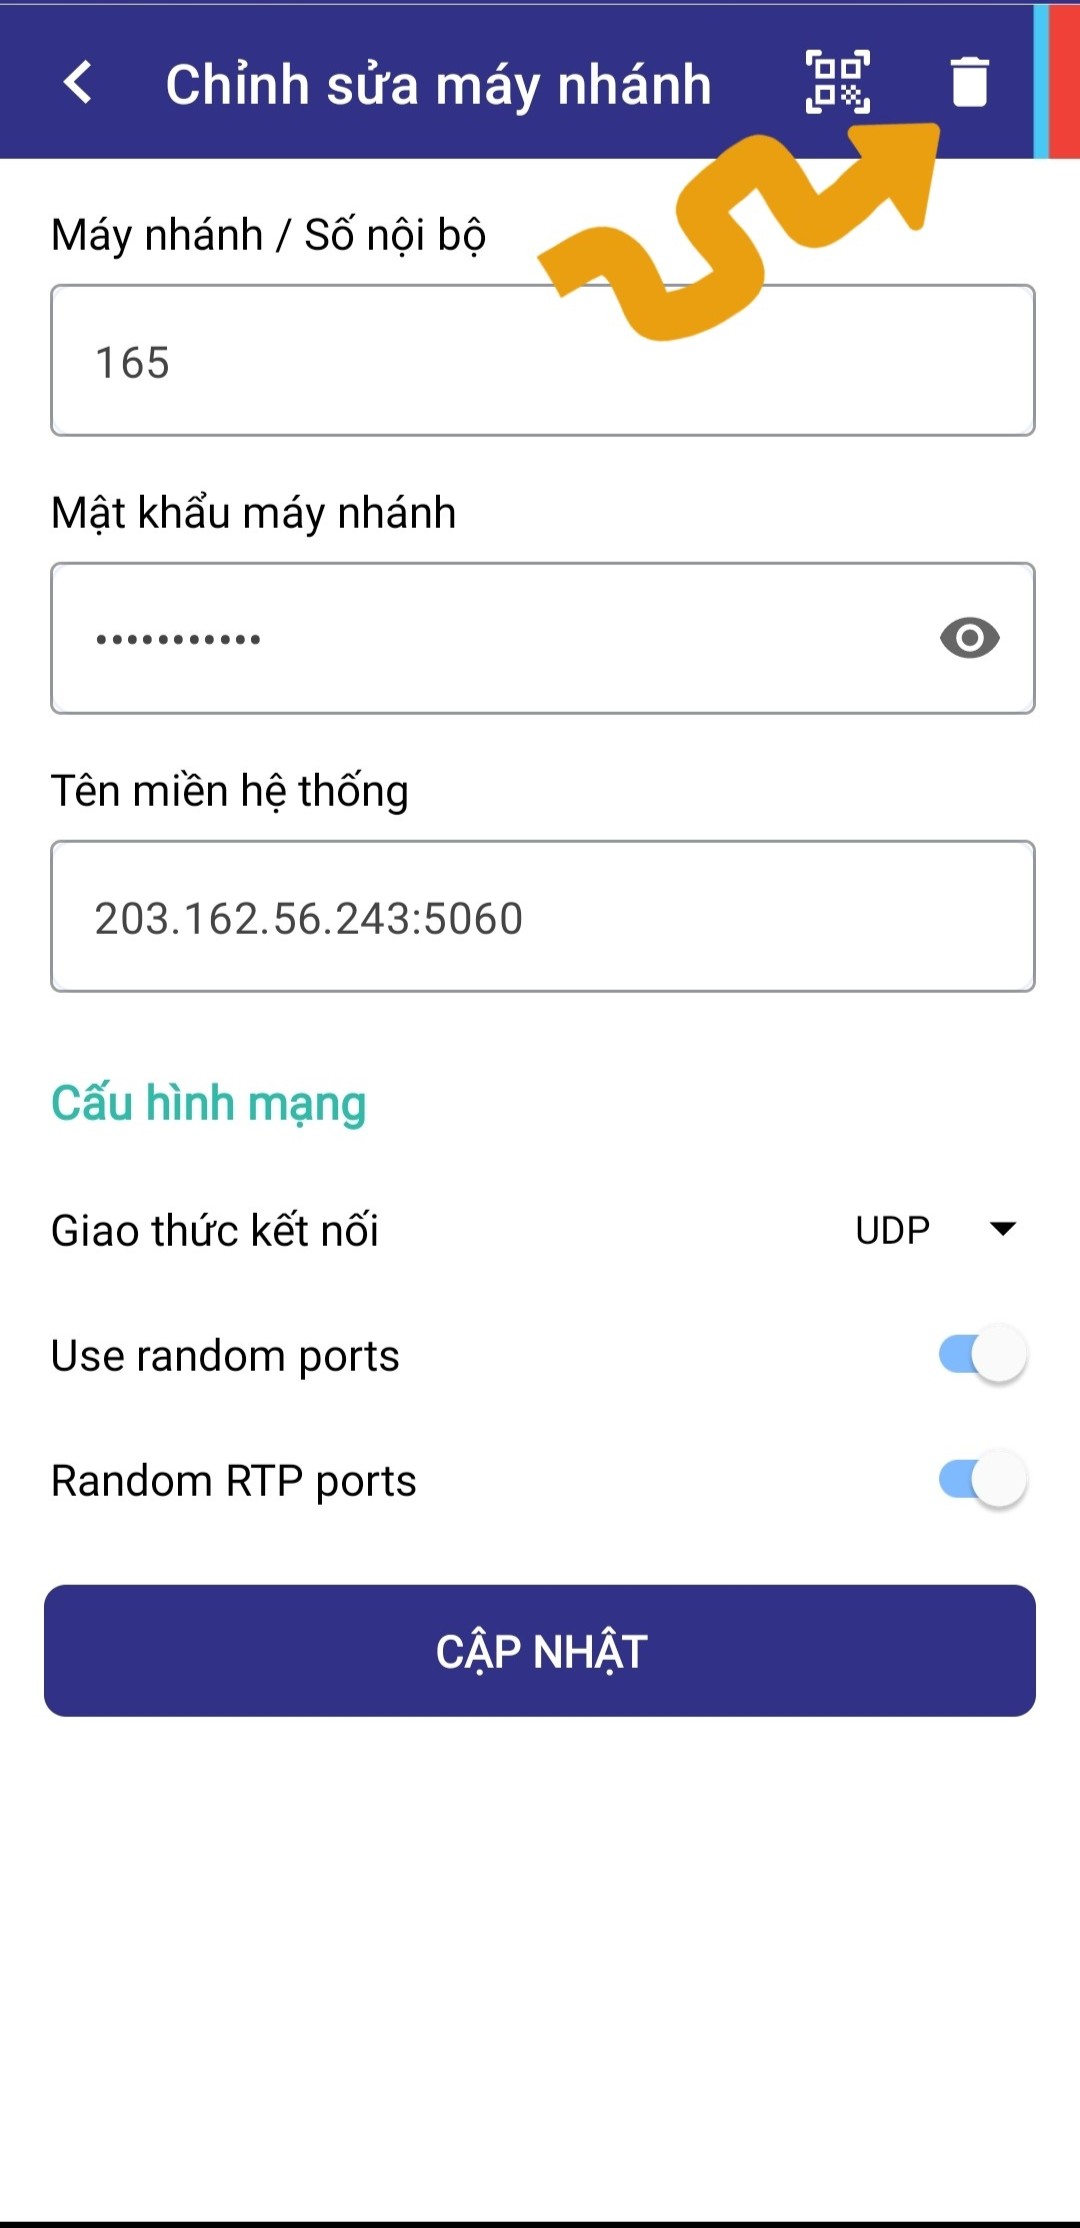 Chỉnh sửa máy nhánh
Máy nhánh / Số nội bộ
165
Mật khẩu máy nhánh
•••••••••••
Tên miền hệ thống
203.162.56.243:5060
Cấu hình mạng
Giao thức kết nối UDP
Use random ports
Random RTP ports
CẬP NHẬT